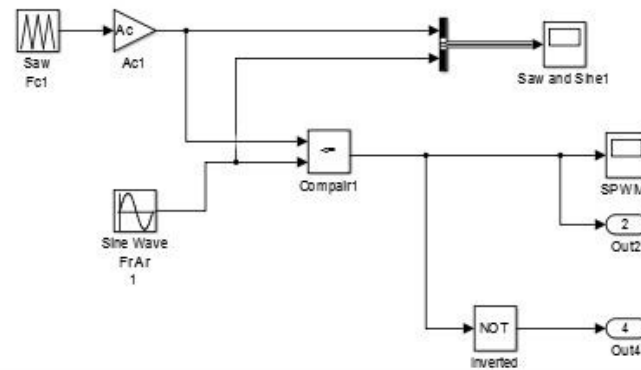 Ac
Saw
Fc1
Ac1
Saw and Sine1
<=
Compair1
SPWM
Sine Wave
FrAr
1
2
Out2
NOT
Inverted
4
Out4